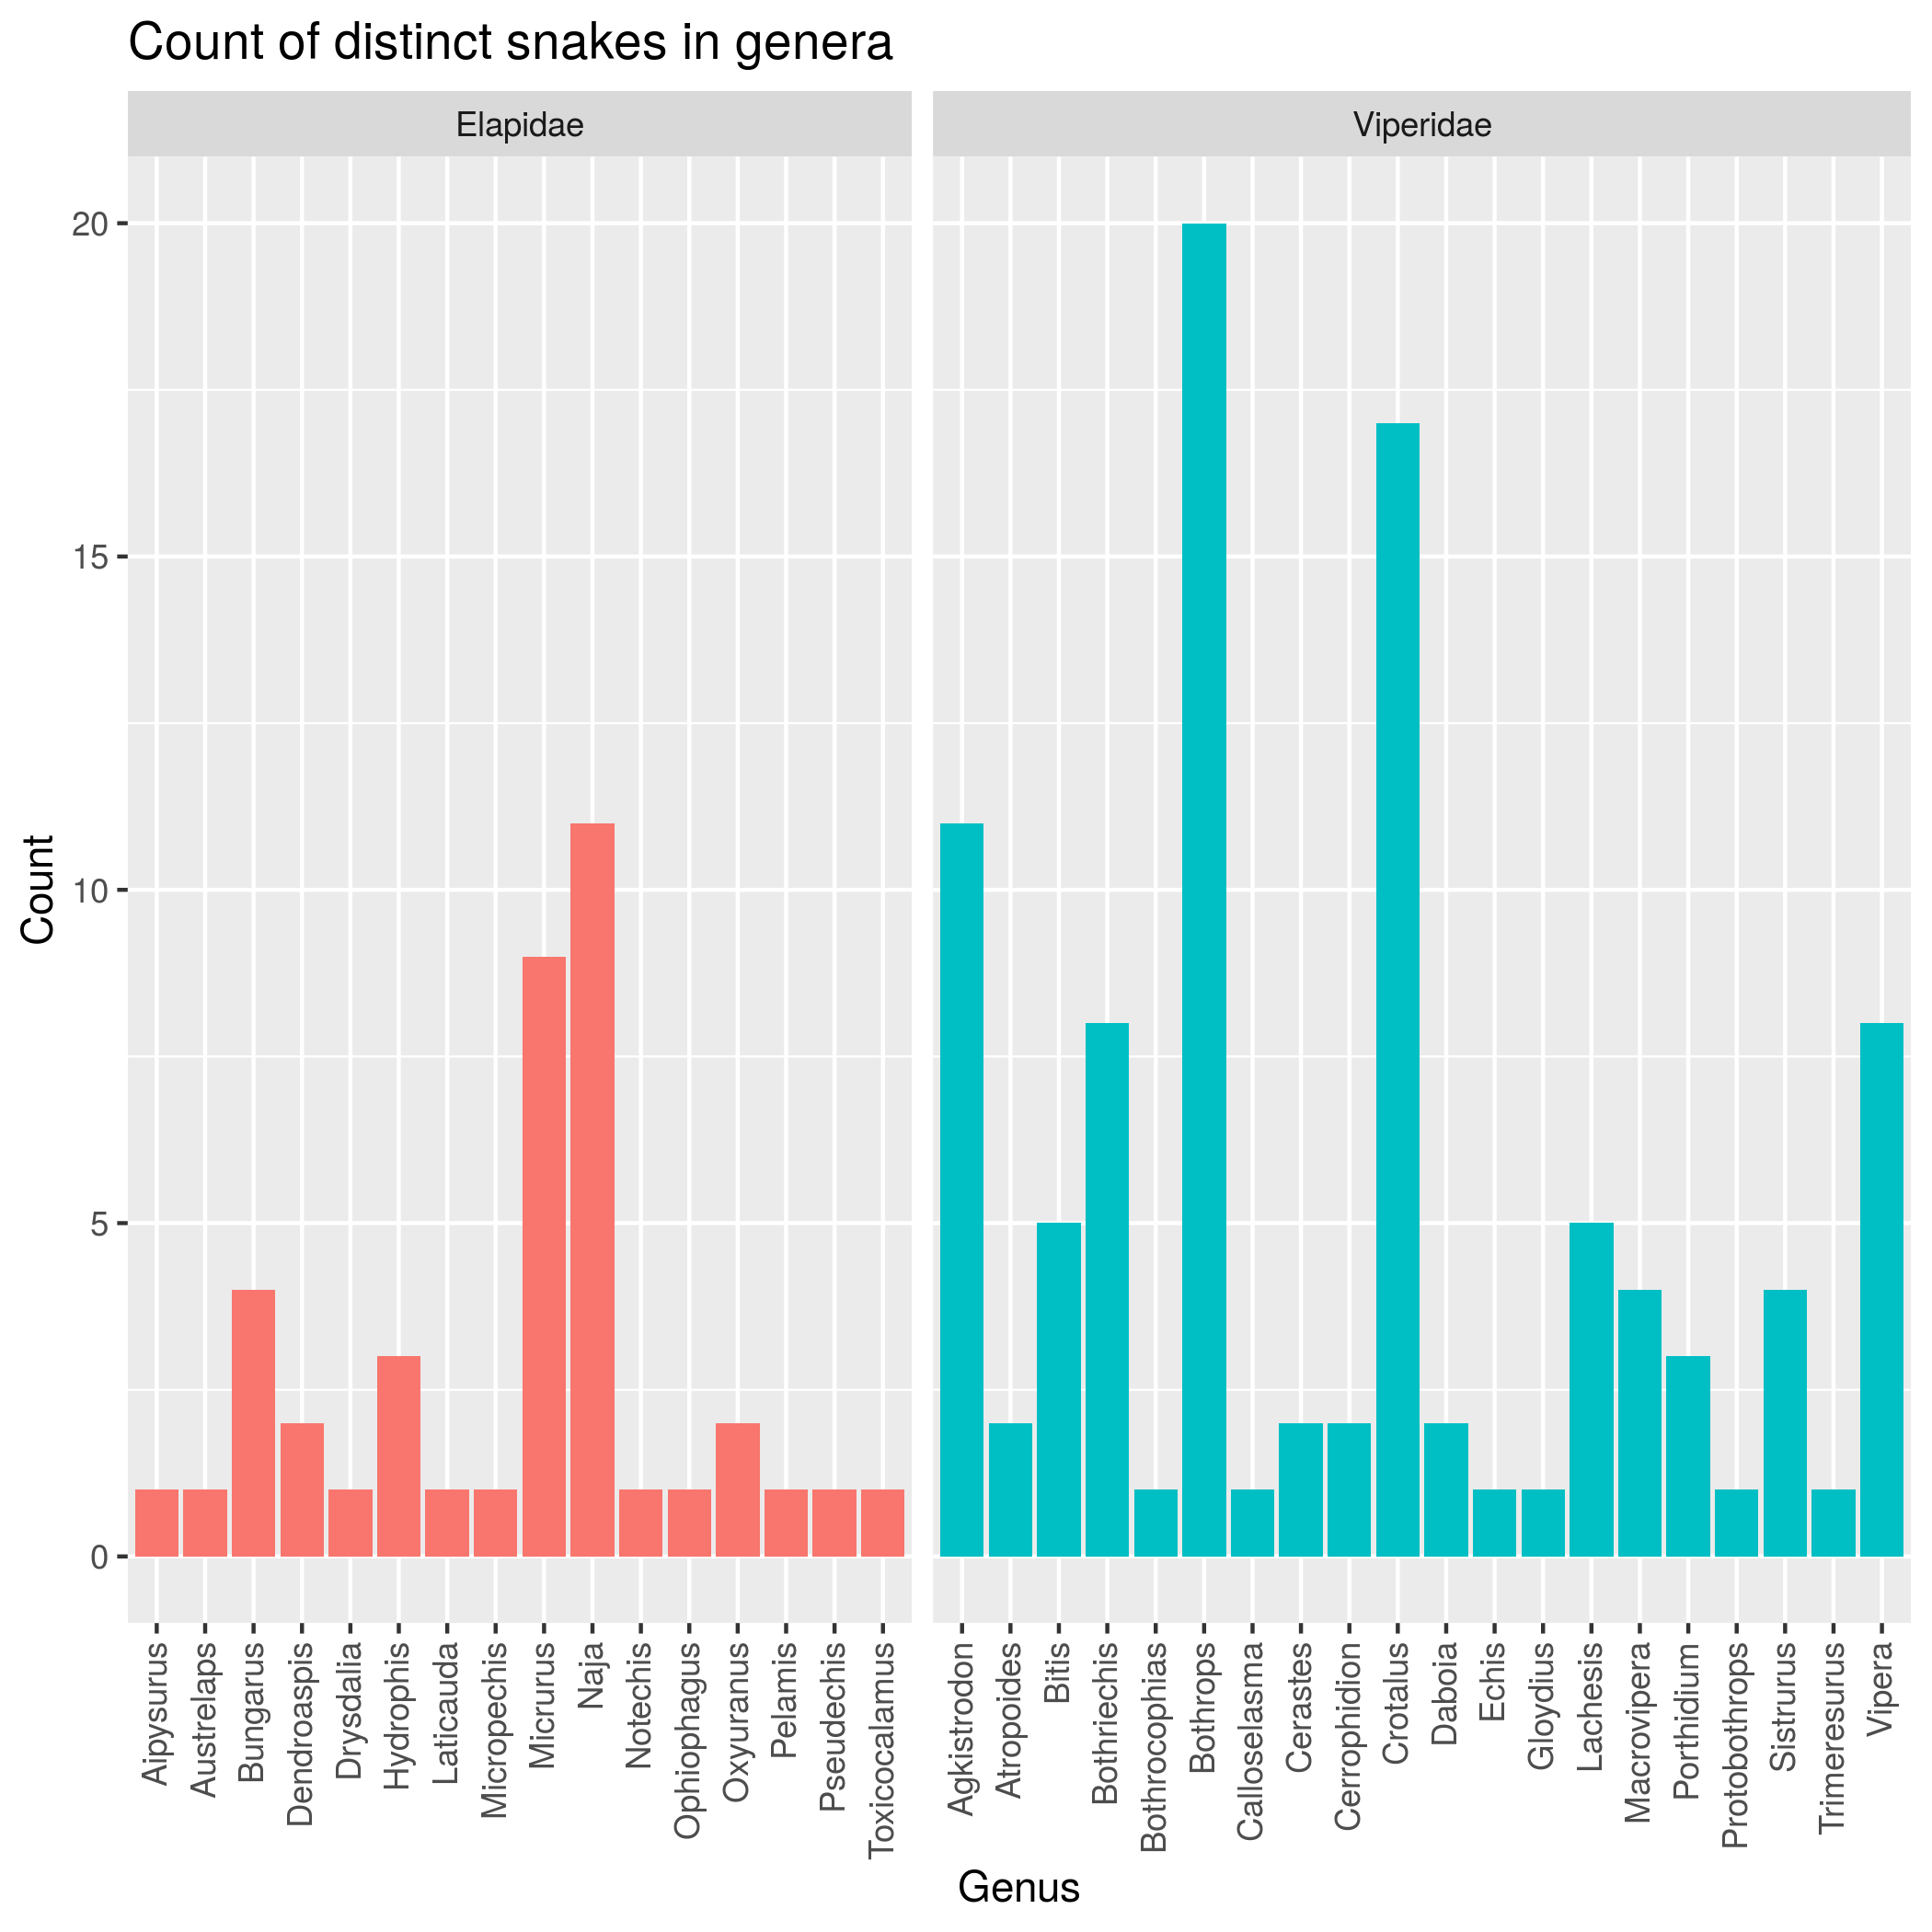 Count of distinct snakes in genera
Elapidae
Viperidae
Count
20
15
10
5
0
Aipysurus
Austrelaps
Bungarus
Dendroaspis
Drysdalia
Hydrophis
Laticauda
Micropechis
Micrurus
Naja
Notechis
Ophiophagus
Oxyuranus
Pelamis
Pseudechis
Toxicocalamus
Agkistrodon
Atropoides
Bitis
Bothriechis
Bothrocophias
Bothrops
Calloselasma
Cerastes
Cerrophidion
Crotalus
Daboia
Echis
Gloydius
Lachesis
Macrovipera
Porthidium
Protobothrops
Sistrurus
Trimeresurus
Vipera
Genus